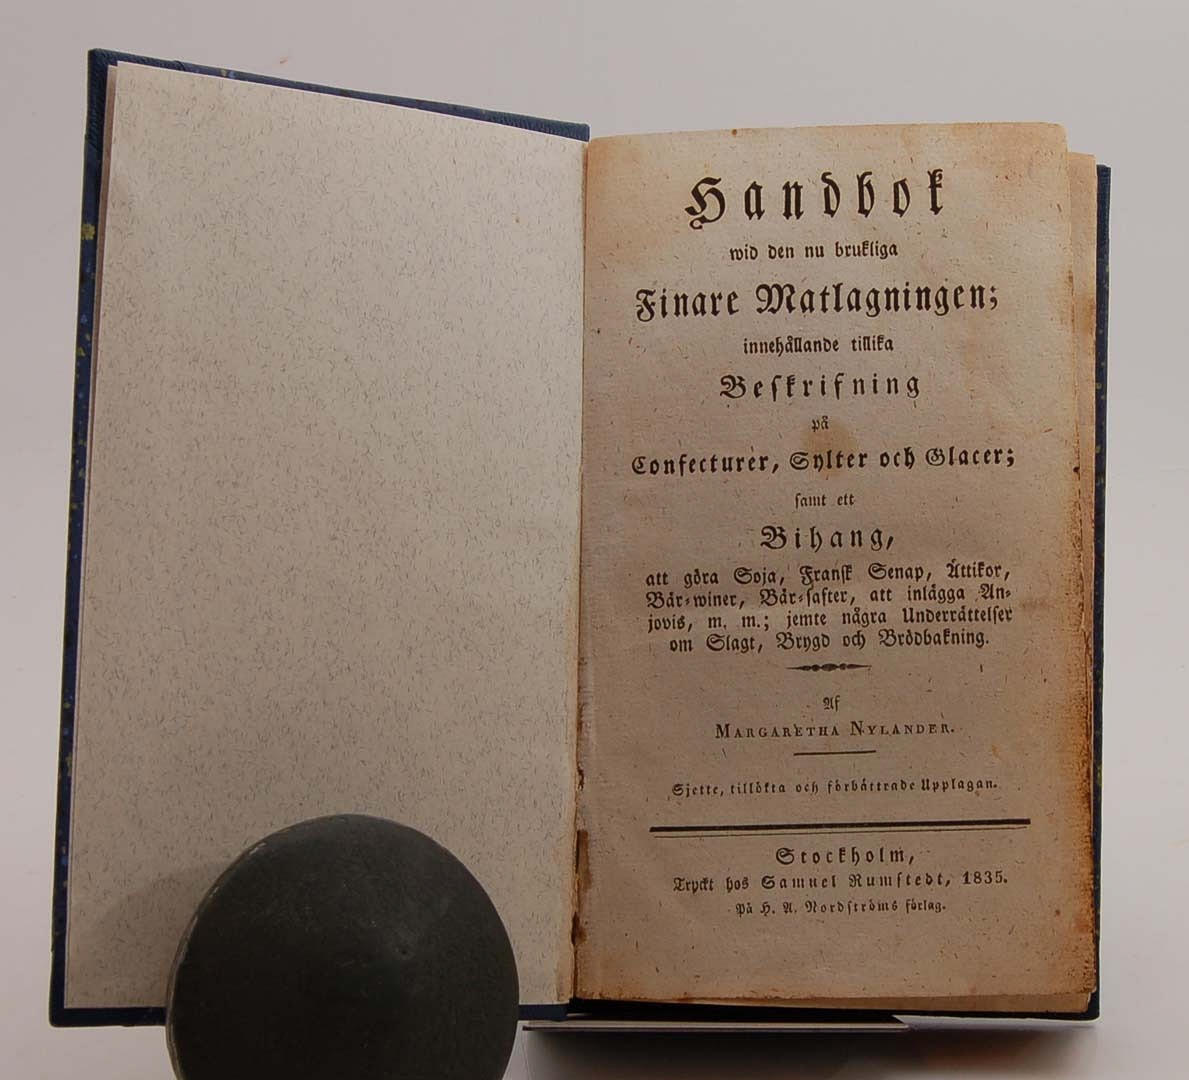 Handbok
wid den nu brukliga
Finare Matlagningen;
innehållande tillika
Beskrifning
på
Confecturer, Sylter och Glacer;
samt ett
Bihang,
att göra Soja, Fransk Senap, Ättikor,
Bär-winer, Bär-safter, att inlägga An-
jovis, m. m.; jemte några Underrättelser
om Slagt, Brygd och Brödbakning.
Af
MARGARETHA NYLANDER.
Sjette, tillökta och förbättrade Upplagan.
Stockholm,
Tryckt hos Samuel Rumstedt, 1835.
På H. A. Nordströms förlag.